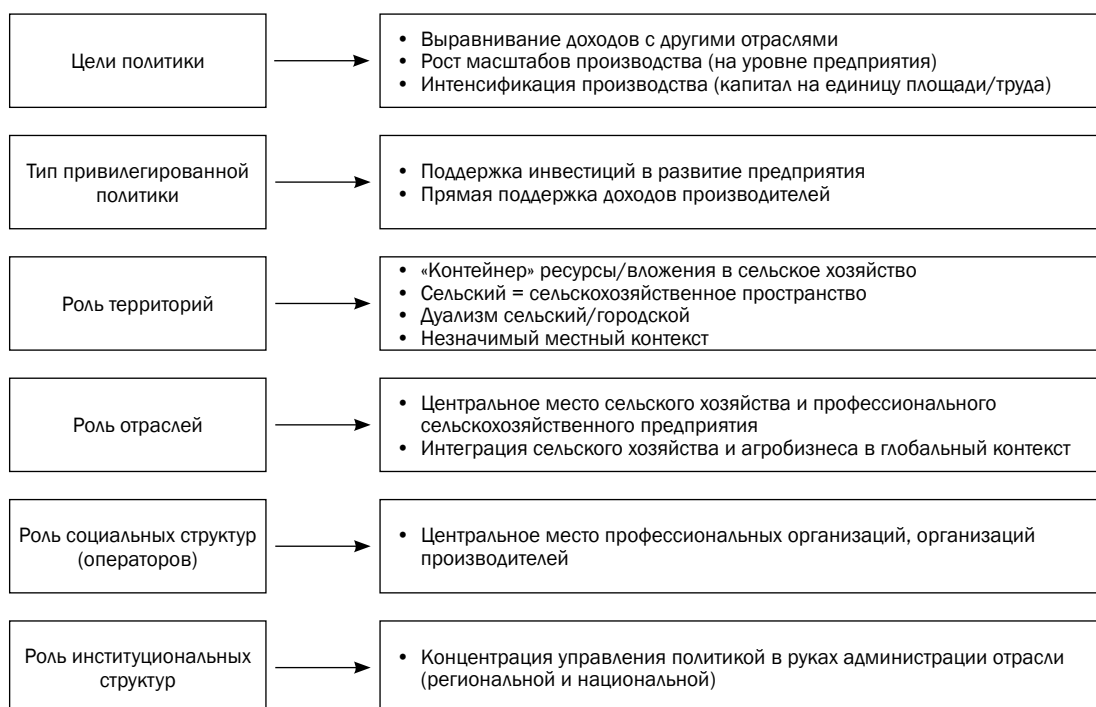 Цели политики
• Выравнивание доходов с другими отраслями
• Рост масштабов производства (на уровне предприятия)
• Интенсификация производства (капитал на единицу площади/труда)
Тип привилегированной
политики
• Поддержка инвестиций в развитие предприятия
• Прямая поддержка доходов производителей
Роль территорий
• «Контейнер» ресурсы/вложения в сельское хозяйство
• Сельский = сельскохозяйственное пространство
• Дуализм сельский/городской
• Незначимый местный контекст
Роль отраслей
• Центральное место сельского хозяйства и профессионального
сельскохозяйственного предприятия
• Интеграция сельского хозяйства и агробизнеса в глобальный контекст
Роль социальных структур
(операторов)
• Центральное место профессиональных организаций, организаций
производителей
Роль институциональных
структур
• Концентрация управления политикой в руках администрации отрасли
(региональной и национальной)